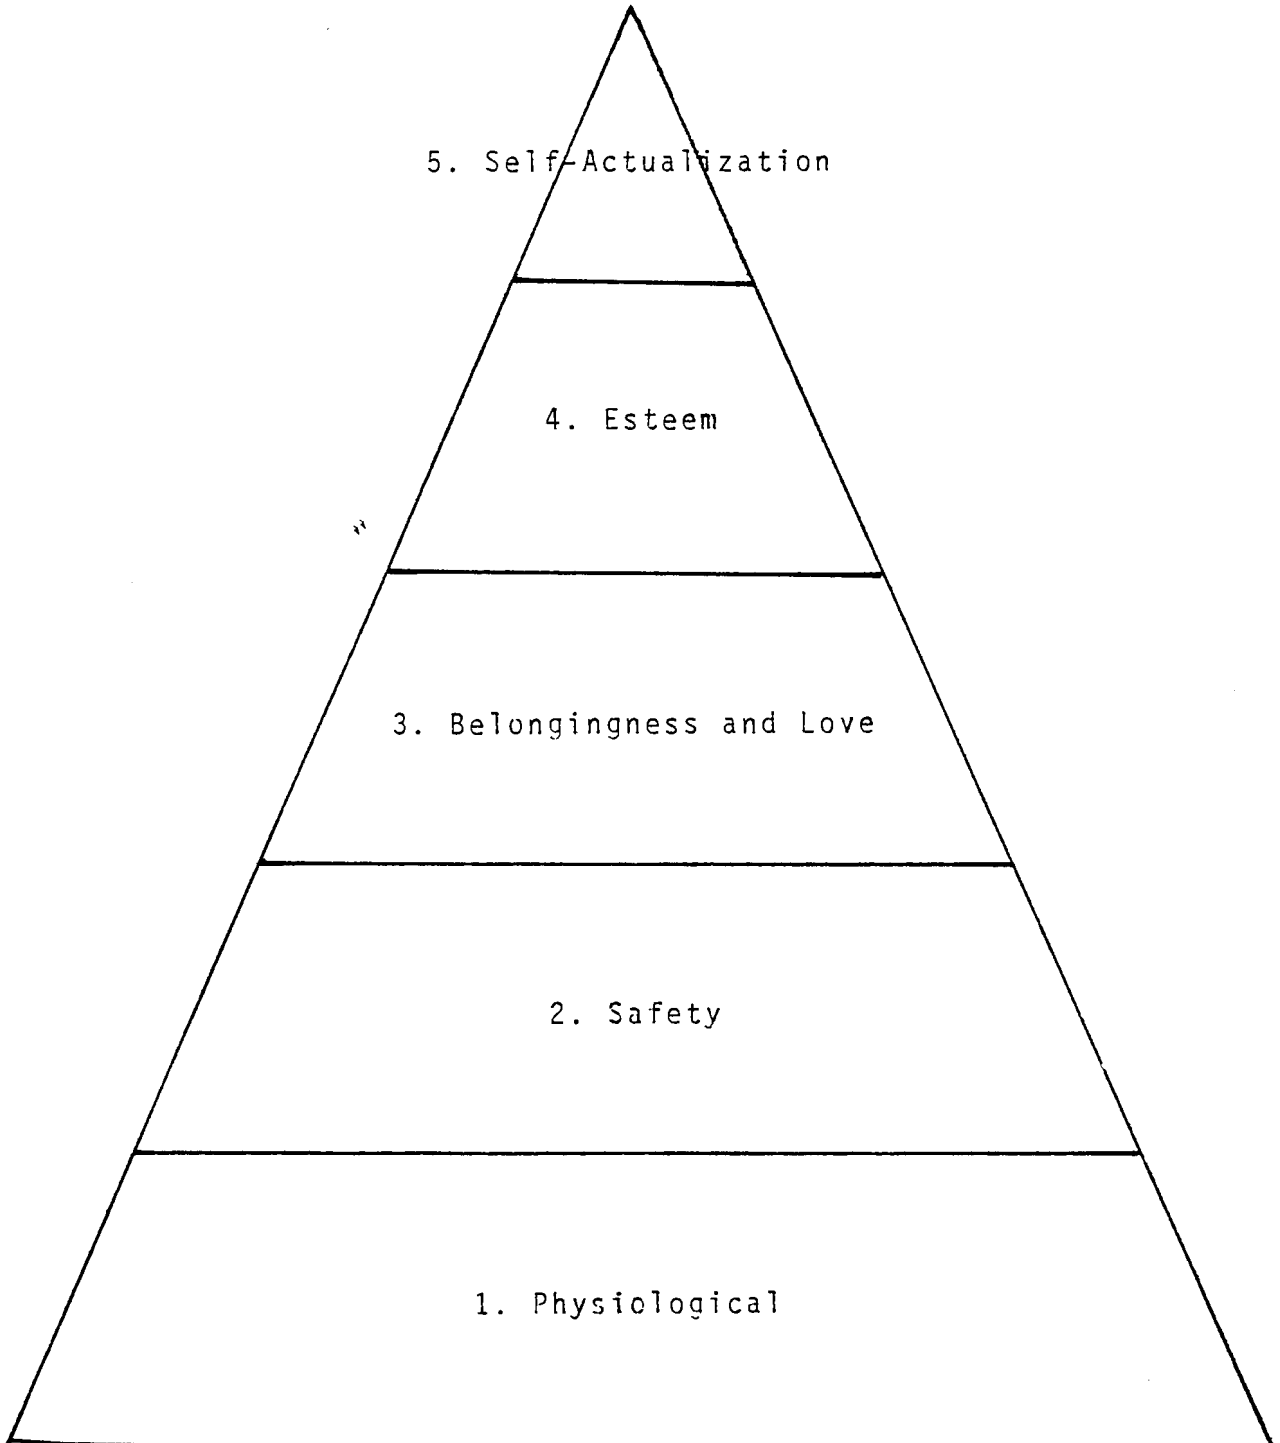 5. Self-Actualization
4. Esteem
3. Belongingness and Love
2. Safety
1. Physiological